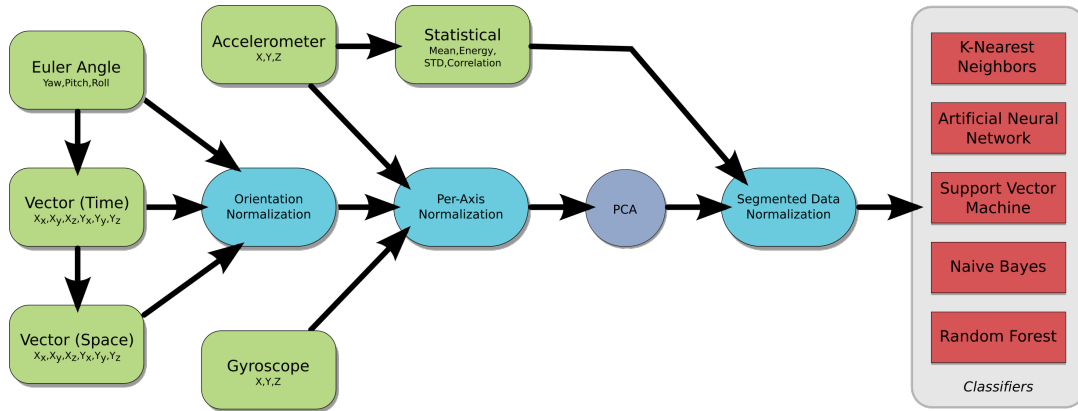 Euler Angle
Yaw,Pitch,Roll
Vector (Time)
Xx,Xy,Xz,Yx,Yy,Yz
Vector (Space)
Xx,Xy,Xz,Yx,Yy,Yz
Accelerometer
X,Y,Z
Statistical
Mean,Energy,
STD,Correlation
Orientation
Normalization
Per-Axis
Normalization
PCA
Segmented Data
Normalization
Gyroscope
X,Y,Z
K-Nearest
Neighbors
Artificial Neural
Network
Support Vector
Machine
Naive Bayes
Random Forest
Classifiers